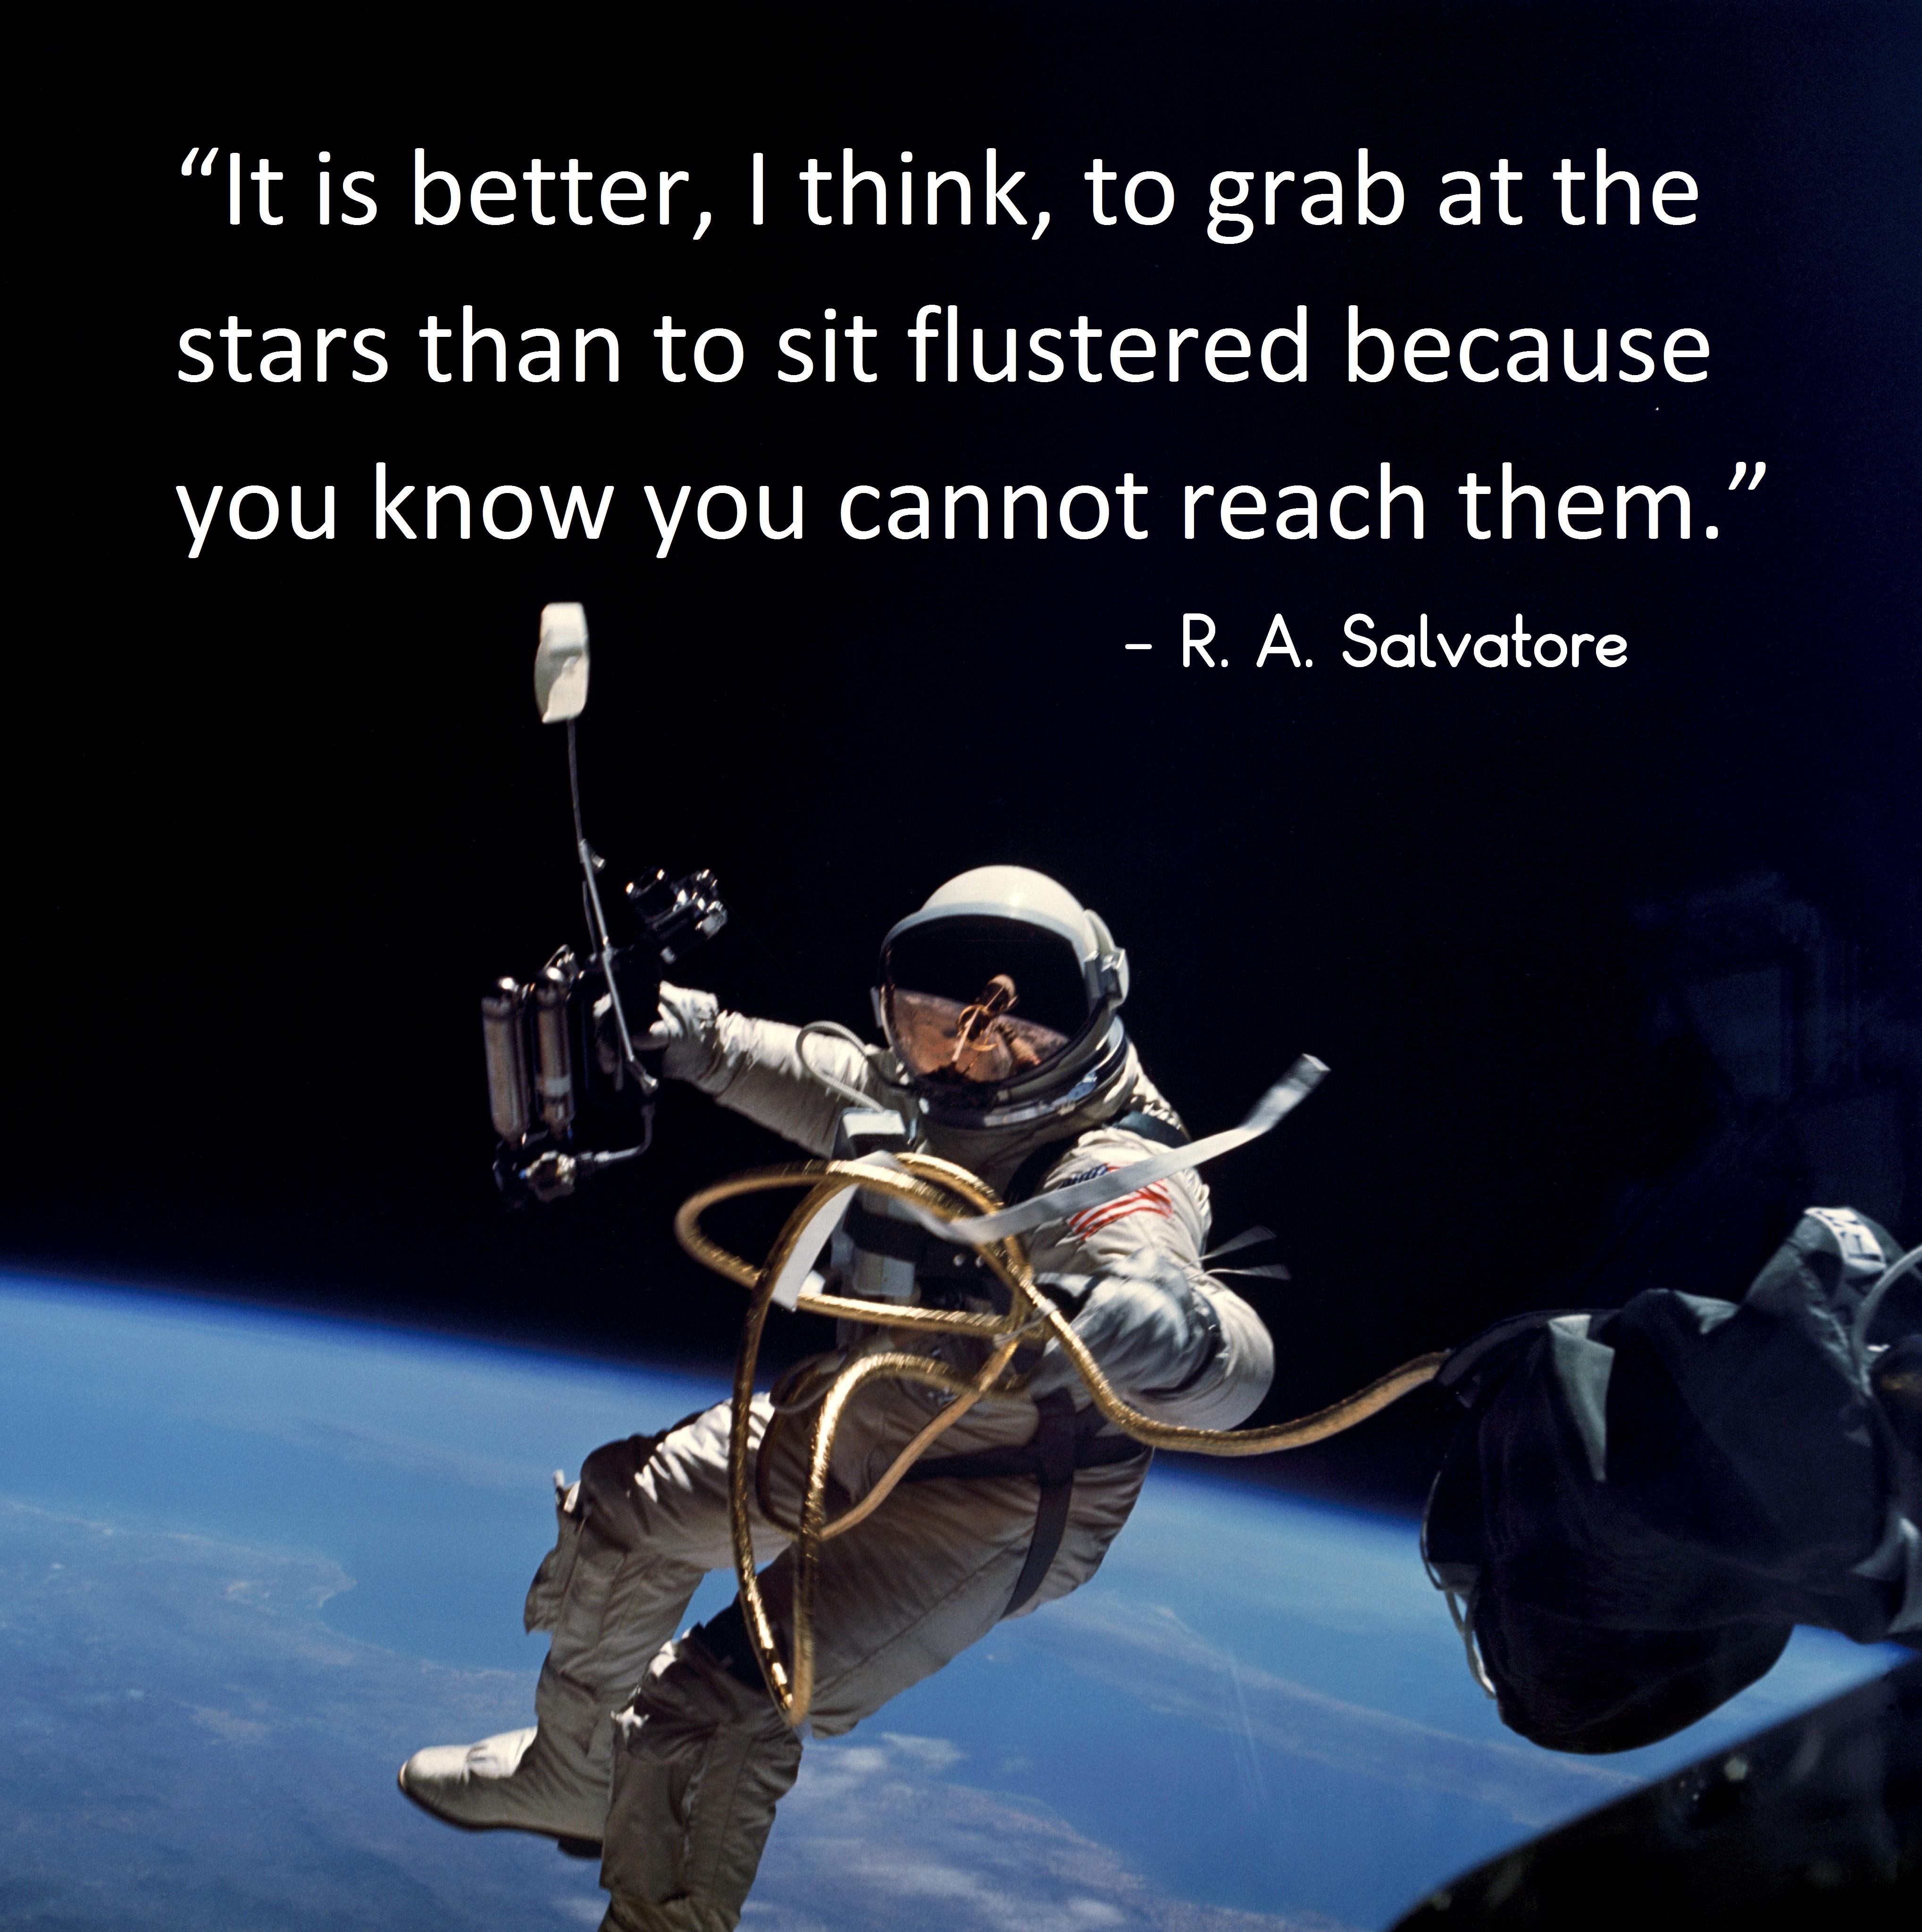 “It is better, I think, to grab at the
stars than to sit flustered because
you know you cannot reach them.”
– R. A. Salvatore